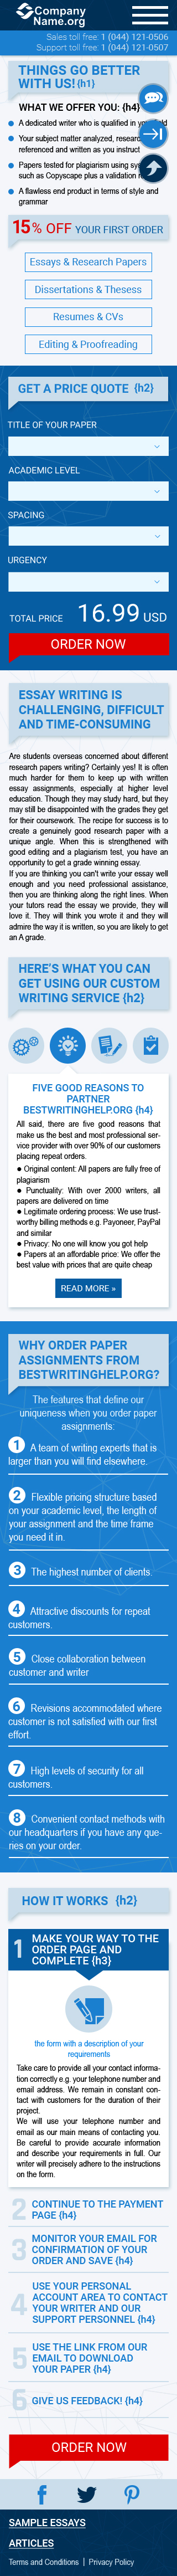 Company
Name.org
Sales toll free: 1 (044) 121-0506
Support toll free: 1 (044) 121-0507
THINGS GO BETTER
WITH US! {h1}
WHAT WE OFFER YOU: {h4}
A dedicated writer who is qualified in
Your subject matter analyzed, researched
referenced and written as you instruct
Papers tested for plagiarism using
such as Copyscape plus a validation
A flawless end product in terms of style and
grammar
15% OFF YOUR FIRST ORDER
Essays & Research Papers
Dissertations & Thesess
Resumes & CVs
Editing & Proofreading
GET A PRICE QUOTE {h2}
TITLE OF YOUR PAPER
ACADEMIC LEVEL
SPACING
URGENCY
TOTAL PRICE 16.99 USD
ORDER NOW
ESSAY WRITING IS
CHALLENGING, DIFFICULT
AND TIME-CONSUMING
Are students overseas concerned about different
research papers writing? Certainly yes! It is often
much harder for them to keep up with written
essay assignments, especially at higher level
education. Though they may study hard, but they
may still be disappointed with the grades they get
for their coursework. The recipe for success is to
create a genuinely good research paper with a
unique angle. When this is strengthened with
good editing and a plagiarism test, you have an
opportunity to get a grade winning essay.
If you are thinking you can't write your essay well
enough and you need professional assistance,
then you are thinking along the right lines. When
your tutors read the essay we provide, they will
love it. They will think you wrote it and they will
admire the way it is written, so you are likely to get
an A grade.
HERE'S WHAT YOU CAN
GET USING OUR CUSTOM
WRITING SERVICE {h2}
FIVE GOOD REASONS TO
PARTNER
BESTWRITINGHELP.ORG {h4}
All said, there are five good reasons that
make us the best and most professional ser-
vice provider with over 90% of our customers
placing repeat orders.
● Original content: All papers are fully free of
plagiarism
● Punctuality: With over 2000 writers, all
papers are delivered on time
● Legitimate ordering process: We use trust-
worthy billing methods e.g. Payoneer, PayPal
and similar
● Privacy: No one will know you got help
● Papers at an affordable price: We offer the
best value with prices that are quite cheap
READ MORE »
WHY ORDER PAPER
ASSIGNMENTS FROM
BESTWRITINGHELP.ORG?
The features that define our
uniqueness when you order paper
assignments:
1 A team of writing experts that is
larger than you will find elsewhere.
2 Flexible pricing structure based
on your academic level, the length of
your assignment and the time frame
you need it in.
3 The highest number of clients.
4 Attractive discounts for repeat
customers.
5 Close collaboration between
customer and writer
6 Revisions accommodated where
customer is not satisfied with our first
effort.
7 High levels of security for all
customers.
8 Convenient contact methods with
our headquarters if you have any que-
ries on your order.
HOW IT WORKS {h2}
1 MAKE YOUR WAY TO THE
ORDER PAGE AND
COMPLETE {h3}
the form with a description of your
requirements
Take care to provide all your contact informa-
tion correctly e.g. your telephone number and
email address. We remain in constant con-
tact with customers for the duration of their
project.
We will use your telephone number and
email as our main means of contacting you.
Be careful to provide accurate information
and describe your requirements in full. Our
writer will precisely adhere to the instructions
on the form.
2 CONTINUE TO THE PAYMENT
PAGE {h4}
3 MONITOR YOUR EMAIL FOR
CONFIRMATION OF YOUR
ORDER AND SAVE {h4}
4 USE YOUR PERSONAL
ACCOUNT AREA TO CONTACT
YOUR WRITER AND OUR
SUPPORT PERSONNEL {h4}
5 USE THE LINK FROM OUR
EMAIL TO DOWNLOAD
YOUR PAPER {h4}
6 GIVE US FEEDBACK! {h4}
ORDER NOW
SAMPLE ESSAYS
ARTICLES
Terms and Conditions | Privacy Policy